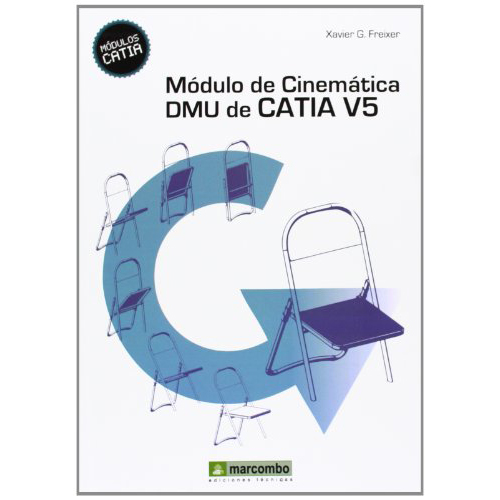 Xavier G. Freixer
MÓDULOS
CATIA
Módulo de Cinemática
DMU de CATIA V5
marcombo
ediciones técnicas